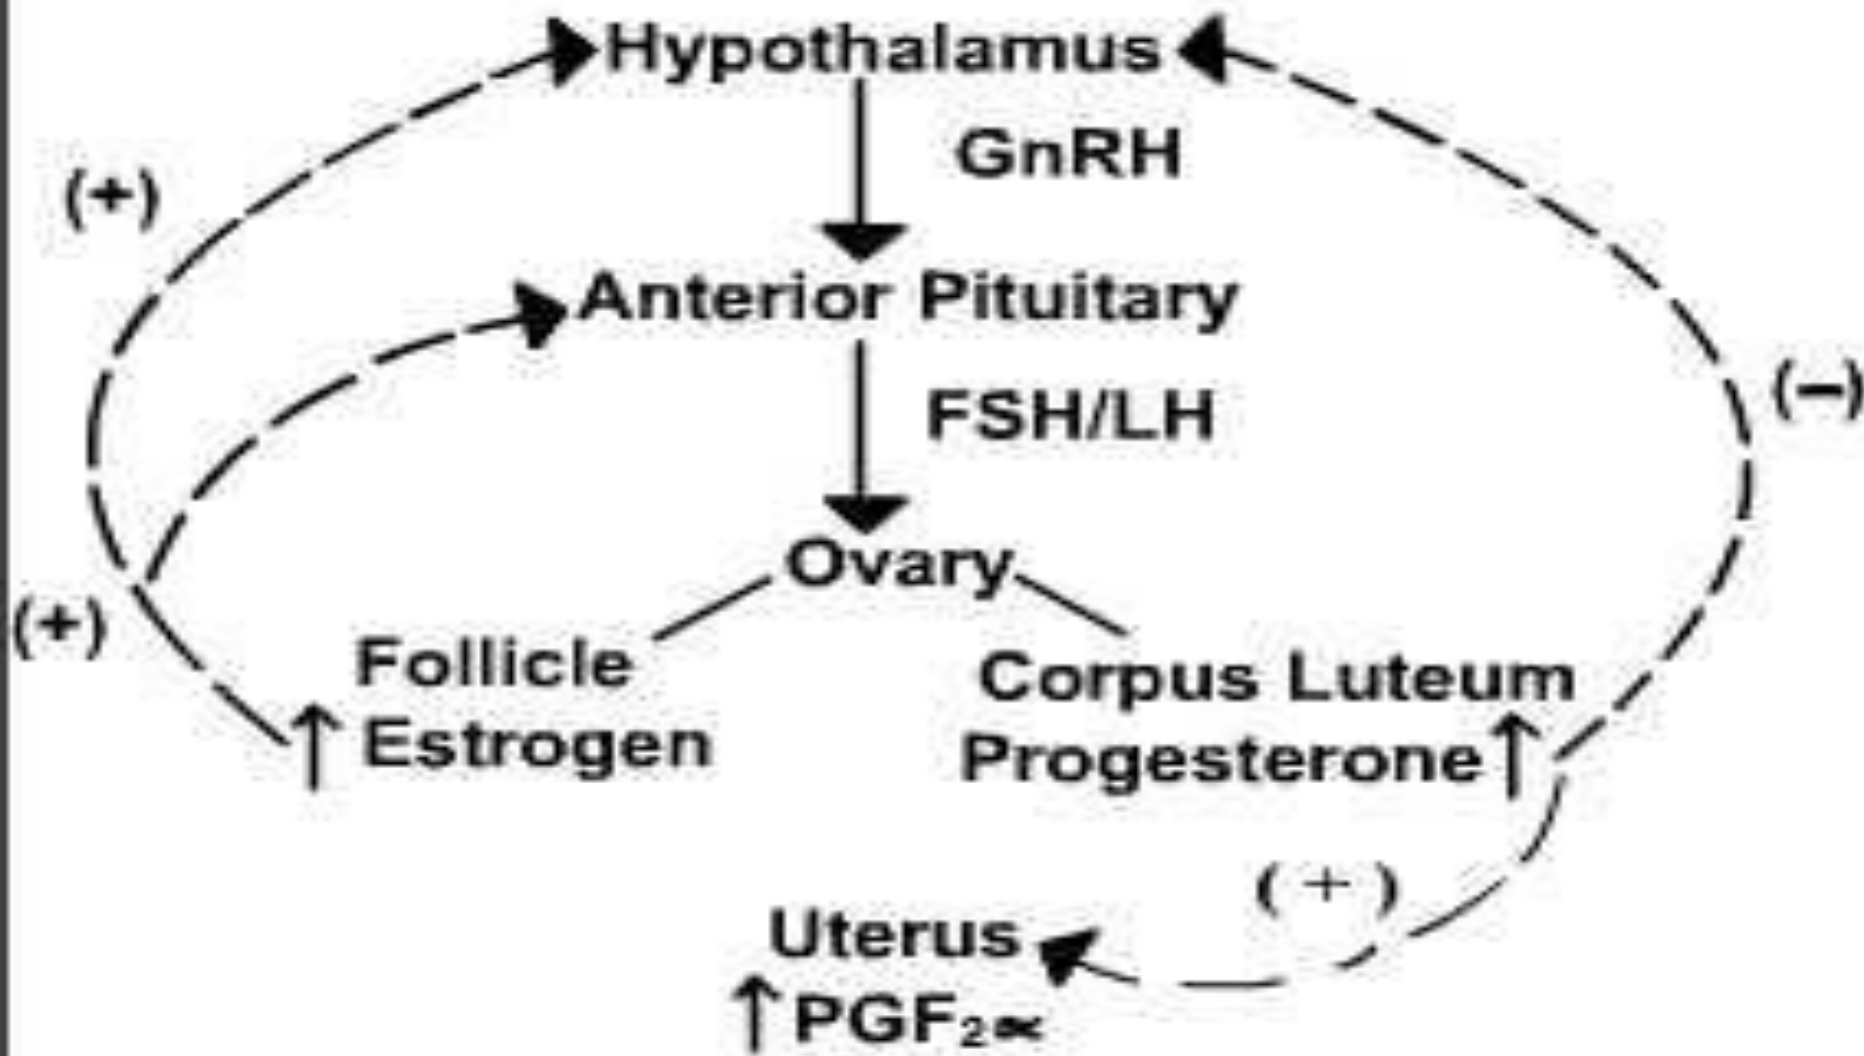 Hypothalamus
GnRH
(+)
Anterior Pituitary
(−)
FSH/LH
Ovary
(+)
Follicle
Corpus Luteum
↑ Estrogen
Progesterone ↑
(+)
Uterus
↑ PGF₂∝